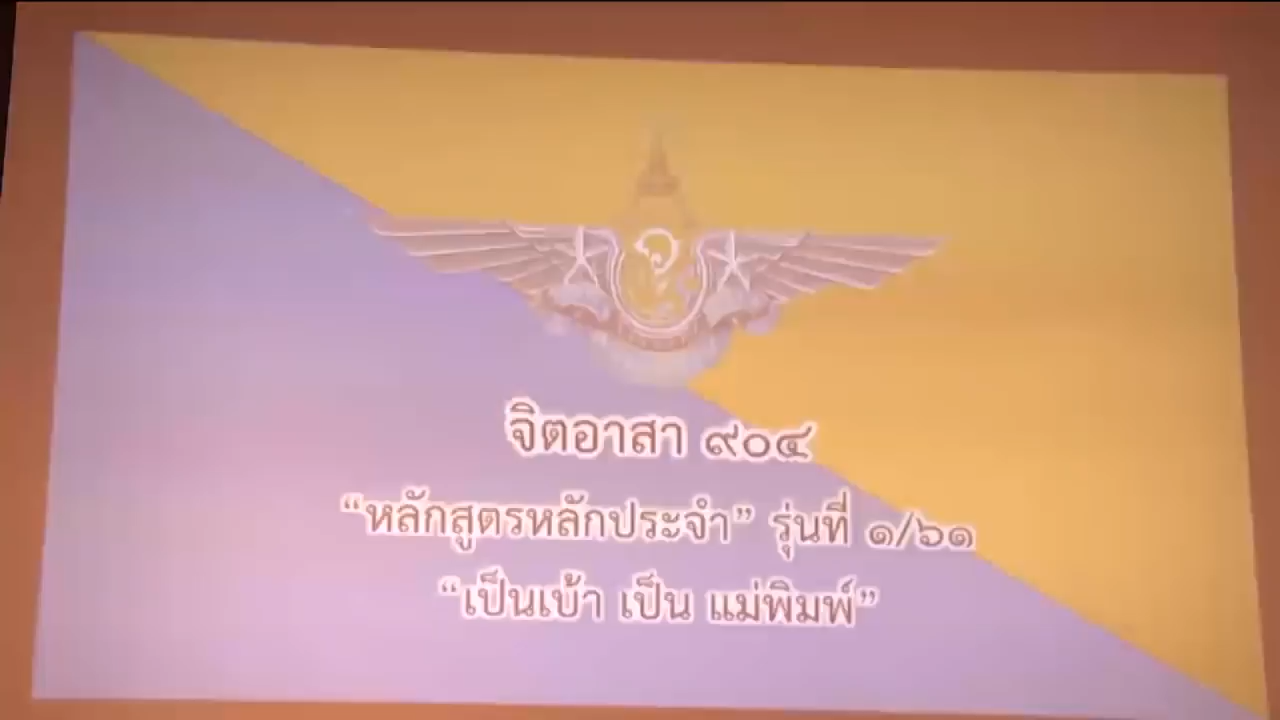 จิตอาสา ๙๐๔
“หลักสูตรหลักประจำ” รุ่นที่ ๑/๖๑
“เป็นเบ้า เป็น แม่พิมพ์”